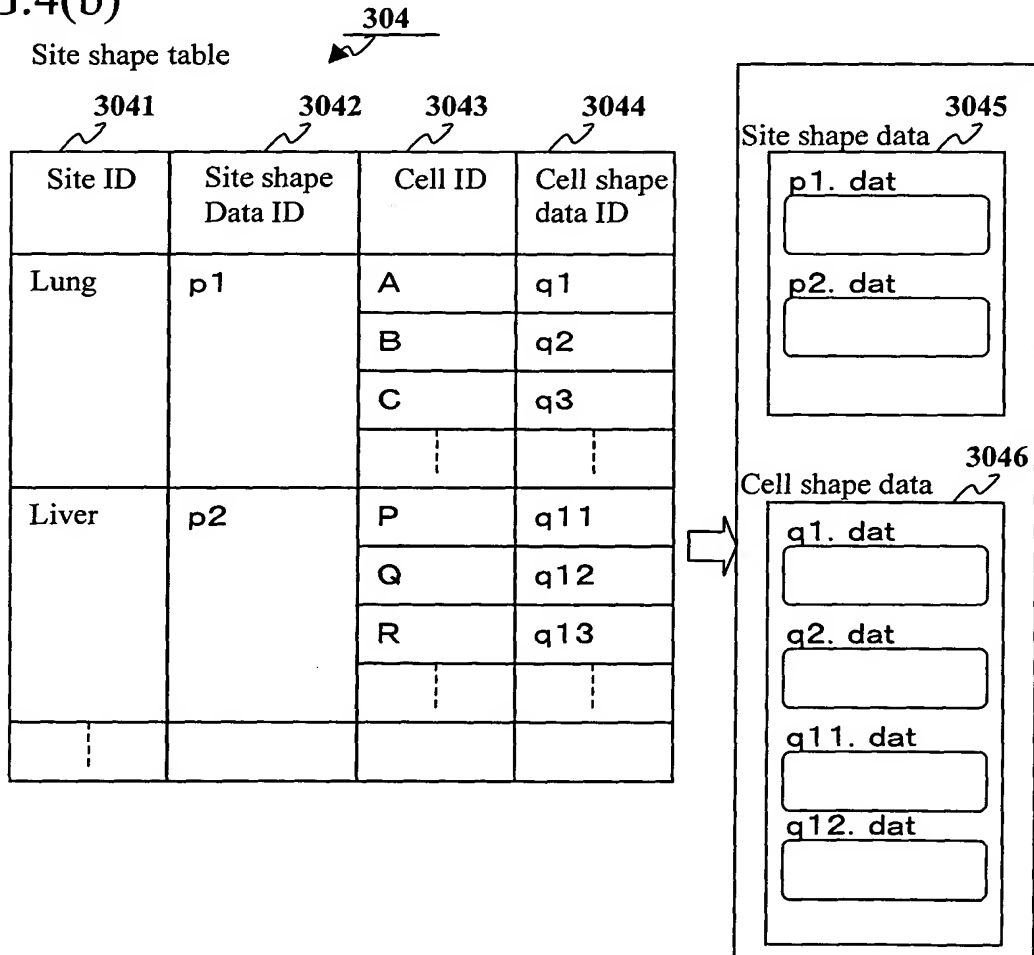 G.4(b)
304
Site shape table
3041 3042 3043 3044
Site ID Site shape Data ID Cell ID Cell shape data ID
Lung p1 A q1
B q2
C q3
Liver p2 P q11
Q q12
R q13
3045
Site shape data
p1. dat
p2. dat
3046
Cell shape data
q1. dat
q2. dat
q11. dat
q12. dat